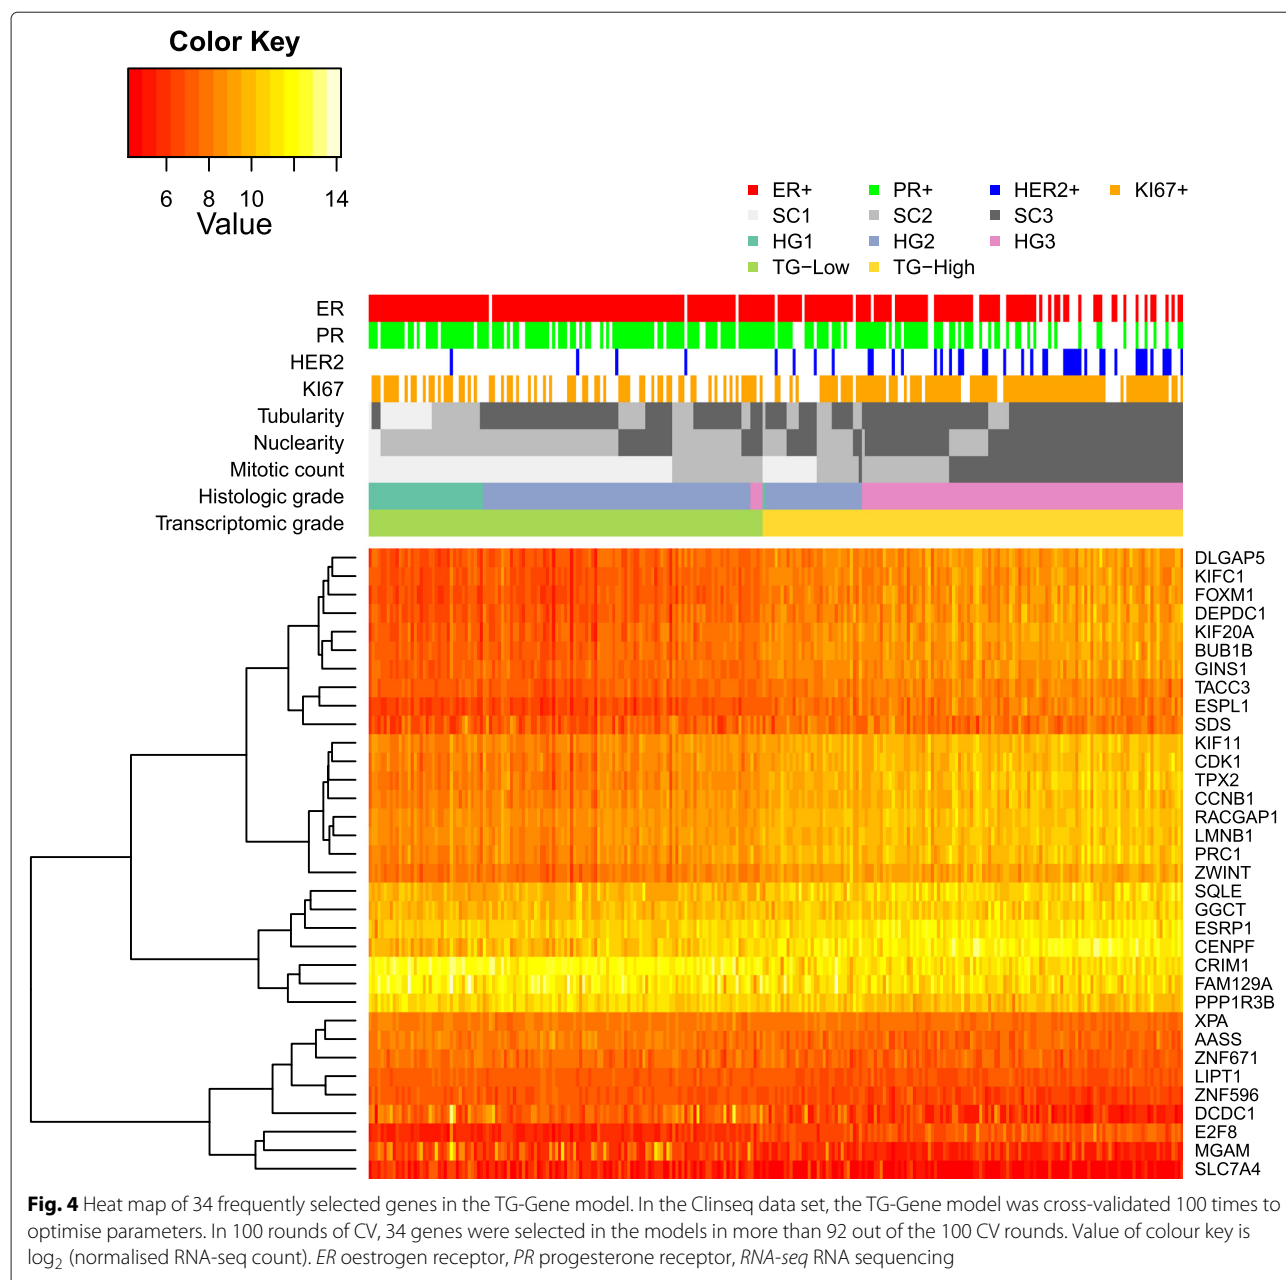 Color Key
6 8 10 14
Value
ER+ PR+ HER2+ KI67+
SC1 SC2 SC3
HG1 HG2 HG3
TG−Low TG−High
ER
PR
HER2
KI67
Tubularity
Nuclearity
Mitotic count
Histologic grade
Transcriptomic grade
DLGAP5
KIFC1
FOXM1
DEPDC1
KIF20A
BUB1B
GINS1
TACC3
ESPL1
SDS
KIF11
CDK1
TPX2
CCNB1
RACGAP1
LMNB1
PRC1
ZWINT
SQLE
GGCT
ESRP1
CENPF
CRIM1
FAM129A
PPP1R3B
XPA
AASS
ZNF671
LIPT1
ZNF596
DCDC1
E2F8
MGAM
SLC7A4
Fig. 4 Heat map of 34 frequently selected genes in the TG-Gene model. In the Clinseq data set, the TG-Gene model was cross-validated 100 times to
optimise parameters. In 100 rounds of CV, 34 genes were selected in the models in more than 92 out of the 100 CV rounds. Value of colour key is
log₂ (normalised RNA-seq count). ER oestrogen receptor, PR progesterone receptor, RNA-seq RNA sequencing